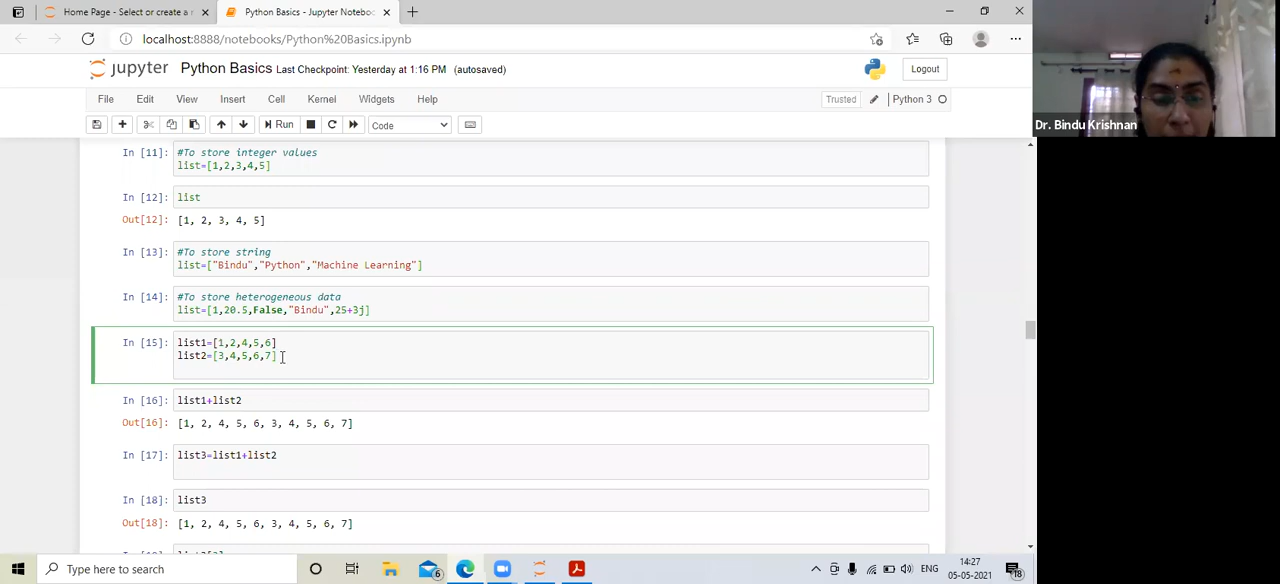 Home Page - Select or create a n
Python Basics - Jupyter Noteboo
localhost:8888/notebooks/Python%20Basics.ipynb
jupyter Python Basics Last Checkpoint: Yesterday at 1:16 PM (autosaved)
Logout
File Edit View Insert Cell Kernel Widgets Help
Trusted
Python 3
Run
Code
In [11]: #To store integer values
list=[1,2,3,4,5]
In [12]: list
Out[12]: [1, 2, 3, 4, 5]
In [13]: #To store string
list=["Bindu","Python","Machine Learning"]
In [14]: #To store heterogeneous data
list=[1,20.5,False,"Bindu",25+3j]
In [15]: list1=[1,2,4,5,6]
list2=[3,4,5,6,7]
In [16]: list1+list2
Out[16]: [1, 2, 4, 5, 6, 3, 4, 5, 6, 7]
In [17]: list3=list1+list2
In [18]: list3
Out[18]: [1, 2, 4, 5, 6, 3, 4, 5, 6, 7]
Dr. Bindu Krishnan
Type here to search
6
ENG
14:27
05-05-2021
18